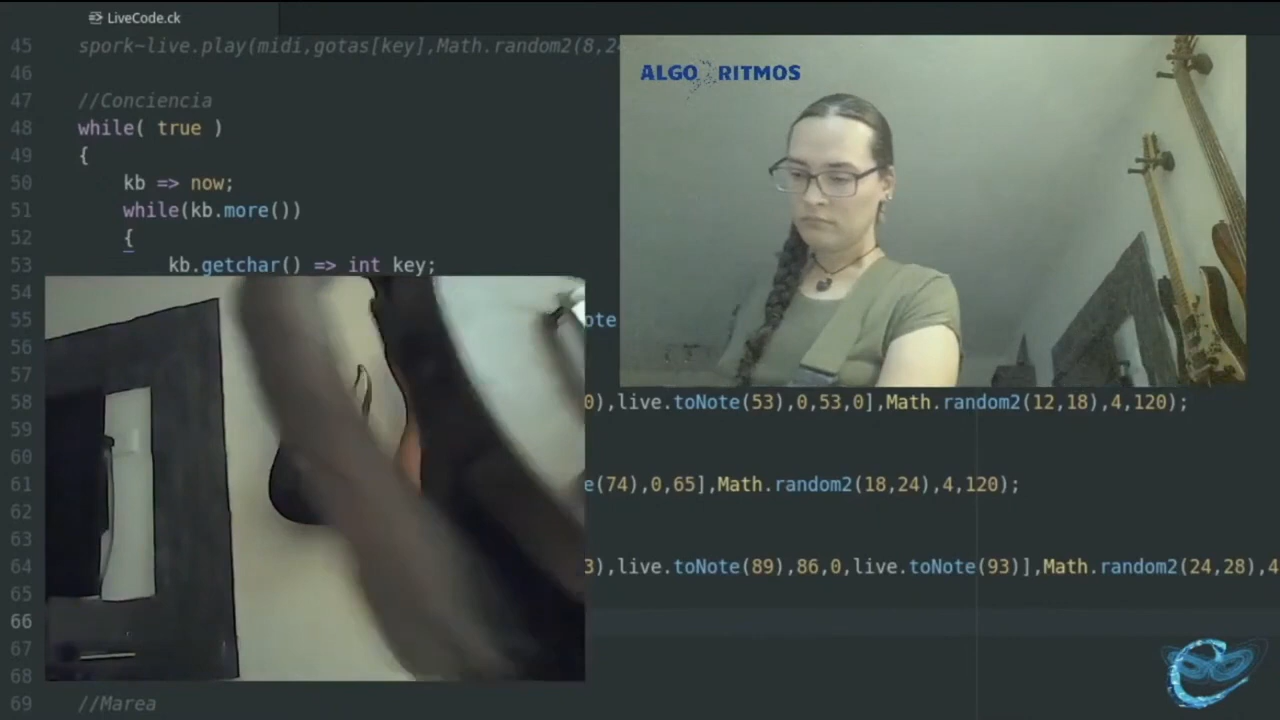 LiveCode.ck
45 spork~live.play(midi,gotas[key],Math.random2(8,24
ALGO RITMOS
46
47 //Conciencia
48 while( true )
49 {
50 kb => now;
51 while(kb.more())
52 {
53 kb.getchar() => int key;
54
55 ote
56
57
58 0),live.toNote(53),0,53,0],Math.random2(12,18),4,120);
59
60
61 e(74),0,65],Math.random2(18,24),4,120);
62
63
64 3),live.toNote(89),86,0,live.toNote(93)],Math.random2(24,28),4
65
66
67
68
69 //Marea